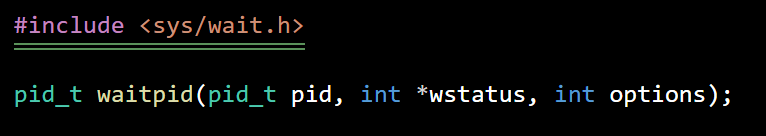 #include <sys/wait.h>
pid_t waitpid(pid_t pid, int *wstatus, int options);